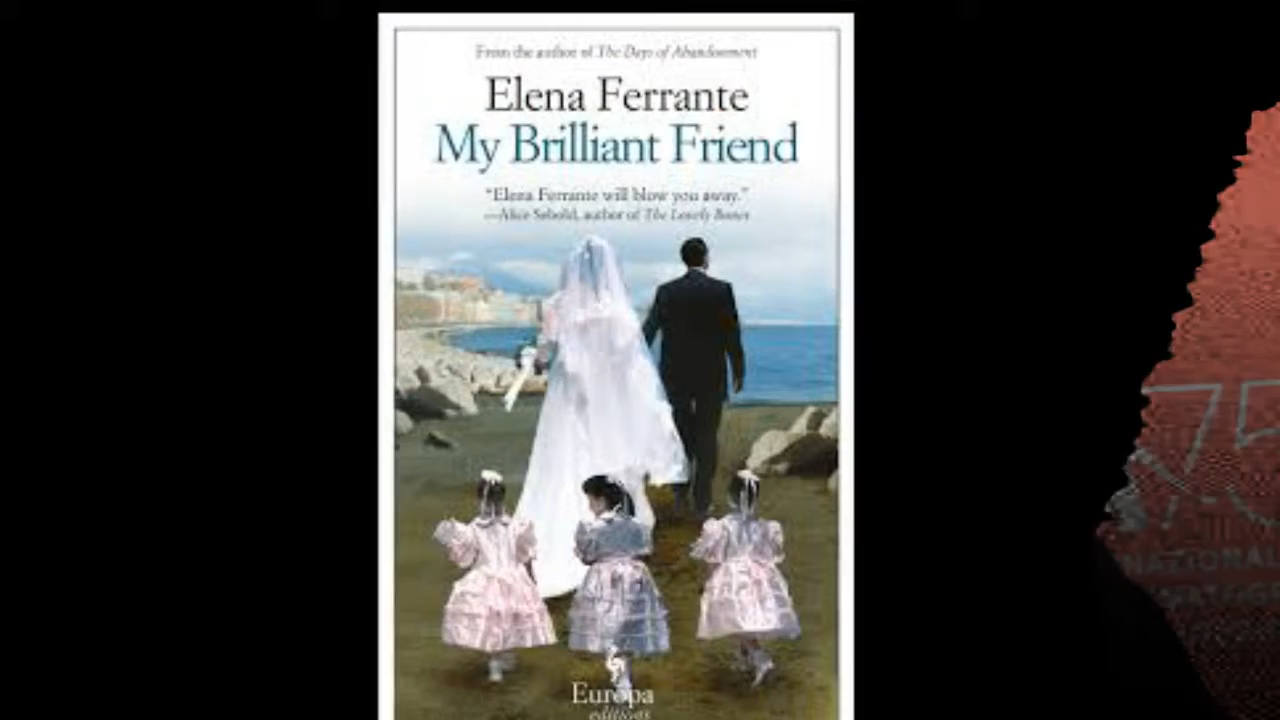 From the author of The Days of Abandonment
Elena Ferrante
My Brilliant Friend
“Elena Ferrante will blow you away.”
—Alice Sebold, author of The Lovely Bones
Europa
editions
75